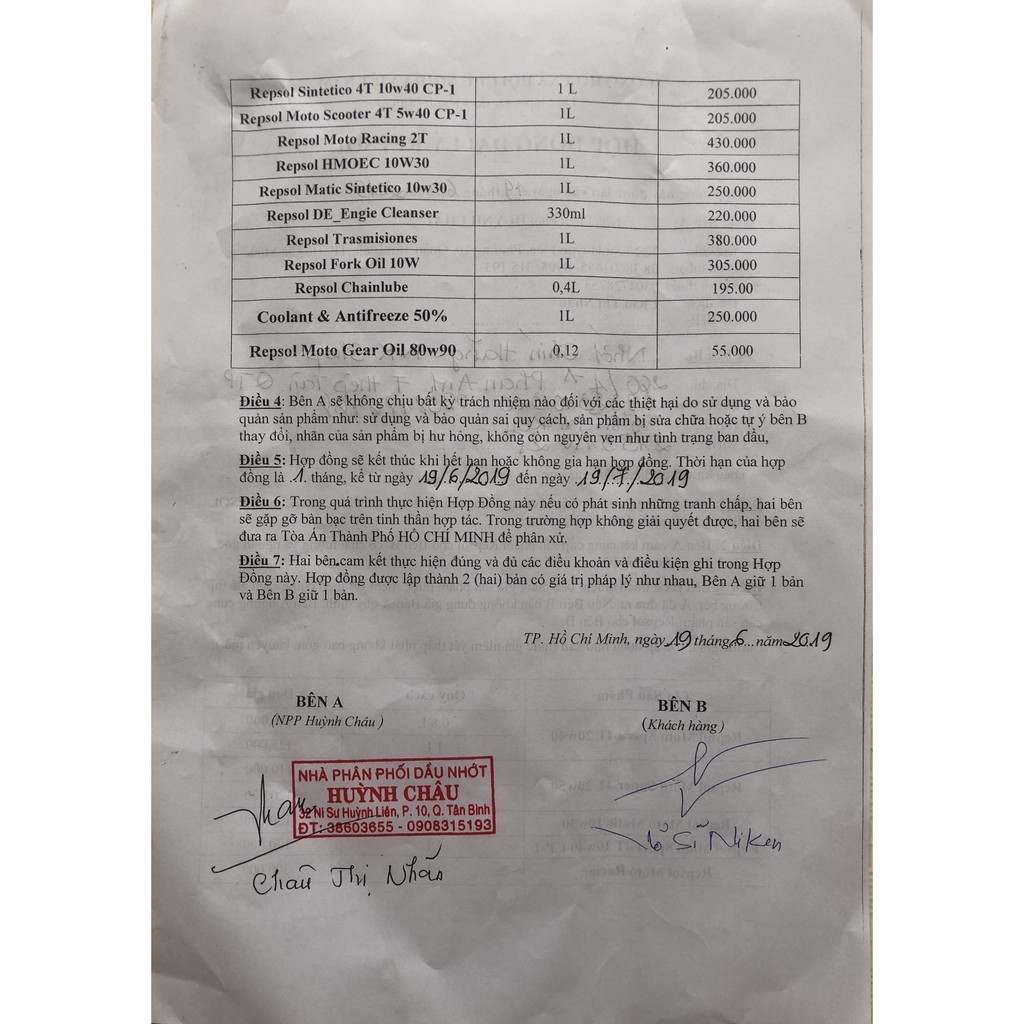 Repsol Sintetico 4T 10w40 CP-1 1 L 205.000
Repsol Moto Scooter 4T 5w40 CP-1 1L 205.000
Repsol Moto Racing 2T 1L 430.000
Repsol HMOEC 10W30 1L 360.000
Repsol Matic Sintetico 10w30 1L 250.000
Repsol DE_Engie Cleanser 330ml 220.000
Repsol Trasmisiones 1L 380.000
Repsol Fork Oil 10W 1L 305.000
Repsol Chainlube 0,4L 195.00
Coolant & Antifreeze 50% 1L 250.000
Repsol Moto Gear Oil 80w90 0,12 55.000
Điều 4: Bên A sẽ không chịu bất kỳ trách nhiệm nào đối với các thiệt hại do sử dụng và bảo
quản sản phẩm như: sử dụng và bảo quản sai quy cách, sản phẩm bị sửa chữa hoặc tự ý bên B
thay đổi, nhãn của sản phẩm bị hư hỏng, không còn nguyên vẹn như tình trạng ban đầu,
Điều 5: Hợp đồng sẽ kết thúc khi hết hạn hoặc không gia hạn hợp đồng. Thời hạn của hợp
đồng là .1. tháng, kể từ ngày 19/6/2019 đến ngày 19/7/2019
Điều 6: Trong quá trình thực hiện Hợp Đồng này nếu có phát sinh những tranh chấp, hai bên
sẽ gặp gỡ bàn bạc trên tinh thần hợp tác. Trong trường hợp không giải quyết được, hai bên sẽ
đưa ra Tòa Án Thành Phố HỒ CHÍ MINH để phân xử.
Điều 7: Hai bên cam kết thực hiện đúng và đủ các điều khoản và điều kiện ghi trong Hợp
Đồng này. Hợp đồng được lập thành 2 (hai) bản có giá trị pháp lý như nhau, Bên A giữ 1 bản
và Bên B giữ 1 bản.
TP. Hồ Chí Minh, ngày 19 tháng 6 năm 2019
BÊN A BÊN B
(NPP Huỳnh Châu ) (Khách hàng )
NHÀ PHÂN PHỐI DẦU NHỚT
HUỲNH CHÂU
32 Ni Sư Huỳnh Liên, P. 10, Q. Tân Bình
ĐT: 38603655 - 0908315193
Châu Thị Nhấn
Sĩ Niken